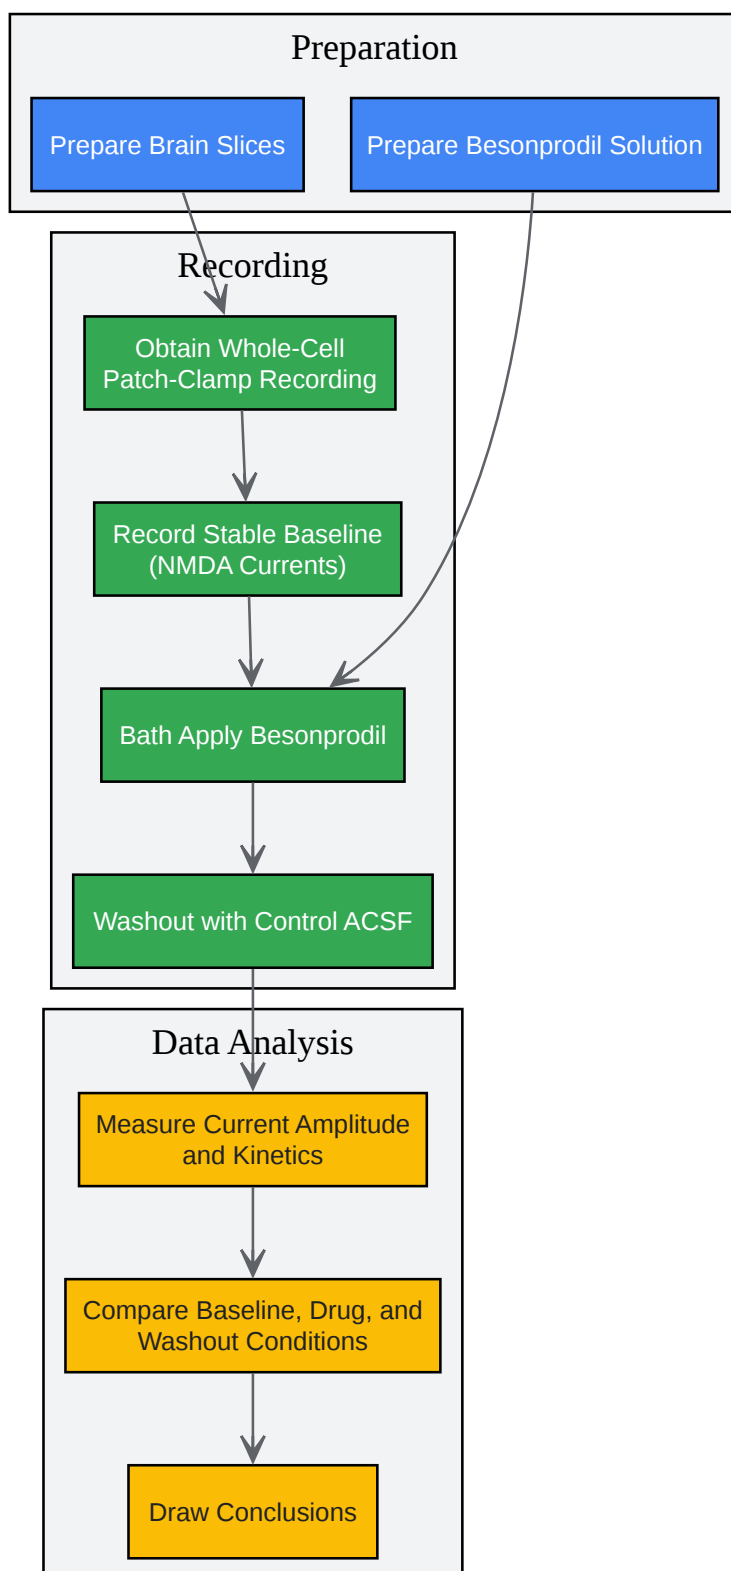 Preparation
Prepare Brain Slices
Prepare Besonprodil Solution
Recording
Obtain Whole-Cell
Patch-Clamp Recording
Record Stable Baseline
(NMDA Currents)
Bath Apply Besonprodil
Washout with Control ACSF
Data Analysis
Measure Current Amplitude
and Kinetics
Compare Baseline, Drug, and
Washout Conditions
Draw Conclusions